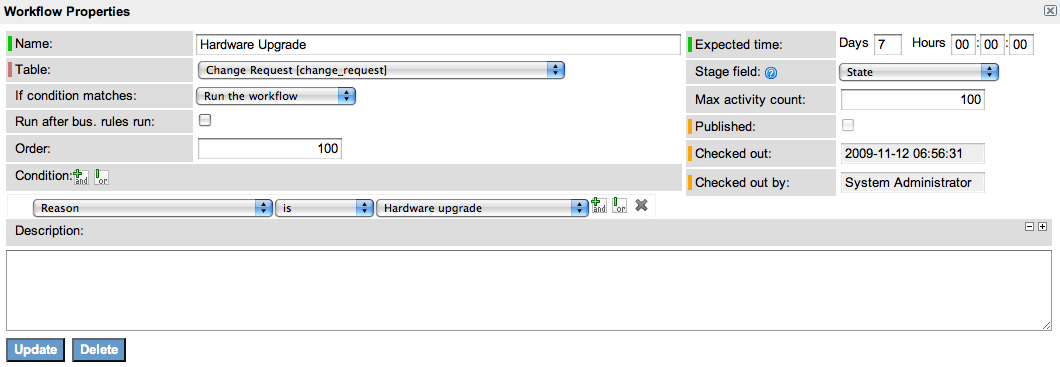 Workflow Properties
Name: Hardware Upgrade
Table: Change Request [change_request]
If condition matches: Run the workflow
Run after bus. rules run:
Order: 100
Condition: and or
Reason is Hardware upgrade and or
Expected time: Days 7 Hours 00 : 00 : 00
Stage field: State
Max activity count: 100
Published:
Checked out: 2009-11-12 06:56:31
Checked out by: System Administrator
Description:
Update Delete